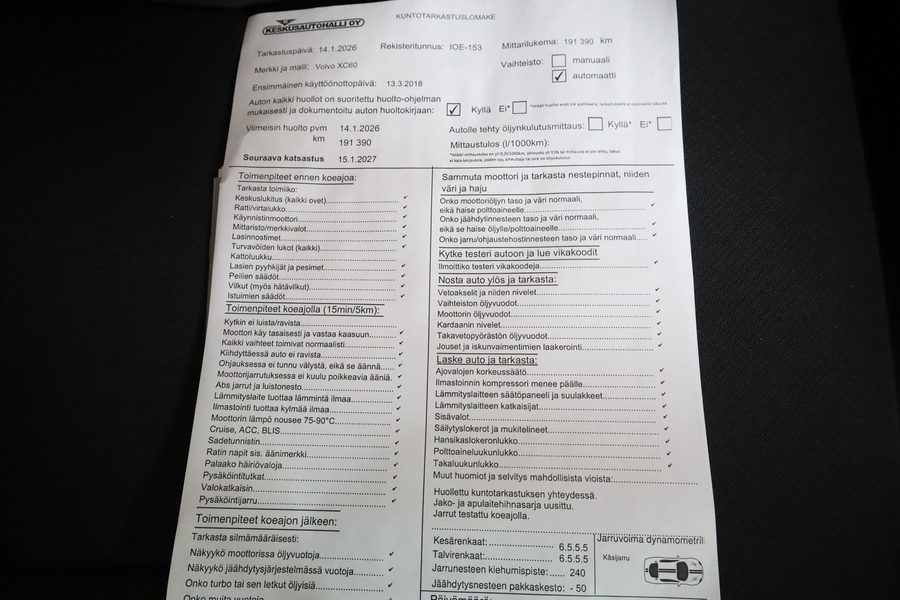 KESKUSAUTOHALLI OY
KUNTOTARKASTUSLOMAKE
Tarkastuspäivä: 14.1.2026 Rekisteritunnus: IOE-153 Mittarilukema: 191 390 km
Merkki ja malli: Volvo XC60 Vaihteisto: manuaali
✓ automaatti
Ensimmäinen käyttöönottopäivä: 13.3.2018
Auton kaikki huollot on suoritettu huolto-ohjelman
mukaisesti ja dokumentoitu auton huoltokirjaan: ✓ Kyllä Ei*
Viimeisin huolto pvm 14.1.2026
km 191 390
Seuraava katsastus 15.1.2027
Autolle tehty öljynkulutusmittaus: Kyllä* Ei*
Mittaustulos (l/1000km):
Toimenpiteet ennen koeajoa:
Tarkasta toimiiko:
Keskuslukitus (kaikki ovet) ✓
Ratti/virtalukko ✓
Käynnistinmoottori ✓
Mittaristo/merkkivalot ✓
Lasinnostimet ✓
Turvavöiden lukot (kaikki) ✓
Kattoluukku
Lasien pyyhkijät ja pesimet ✓
Peilien säädöt ✓
Vilkut (myös hätävilkut) ✓
Istuimien säädöt ✓
Toimenpiteet koeajolla (15min/5km):
Kytkin ei luista/ravista
Moottori käy tasaisesti ja vastaa kaasuun ✓
Kaikki vaihteet toimivat normaalisti ✓
Kiihdyttäessä auto ei ravista ✓
Ohjauksessa ei tunnu välystä, eikä se äännä ✓
Moottorijarrutuksessa ei kuulu poikkeavia ääniä. ✓
Abs jarrut ja luistonesto ✓
Lämmityslaite tuottaa lämmintä ilmaa ✓
Ilmastointi tuottaa kylmää ilmaa ✓
Moottorin lämpö nousee 75-90°C ✓
Cruise, ACC, BLIS ✓
Sadetunnistin ✓
Ratin napit sis. äänimerkki ✓
Palaako häiriövaloja ✓
Pysäköintitutkat ✓
Valokatkaisin ✓
Pysäköintijarru ✓
Toimenpiteet koeajon jälkeen:
Tarkasta silmämääräisesti:
Näkyykö moottorissa öljyvuotoja ✓
Näkyykö jäähdytysjärjestelmässä vuotoja ✓
Onko turbo tai sen letkut öljyisiä ✓
Onko muita vuotoja
Sammuta moottori ja tarkasta nestepinnat, niiden
väri ja haju
Onko moottoriöljyn taso ja väri normaali,
eikä haise polttoaineelle ✓
Onko jäähdytinnesteen taso ja väri normaali,
eikä se haise öljylle/polttoaineelle ✓
Onko jarru/ohjaustehostinnesteen taso ja väri normaali ✓
Kytke testeri autoon ja lue vikakoodit
Ilmoittiko testeri vikakoodeja ✓
Nosta auto ylös ja tarkasta:
Vetoakselit ja niiden nivelet ✓
Vaihteiston öljyvuodot ✓
Moottorin öljyvuodot ✓
Kardaanin nivelet ✓
Takavetopyörästön öljyvuodot ✓
Jouset ja iskunvaimentimien laakerointi ✓
Laske auto ja tarkasta:
Ajovalojen korkeussäätö ✓
Ilmastoinnin kompressori menee päälle ✓
Lämmityslaitteen säätöpaneeli ja suulakkeet ✓
Lämmityslaitteen katkaisijat ✓
Sisävalot ✓
Säilytyslokerot ja mukitelineet ✓
Hansikaslokeronlukko ✓
Polttoaineluukunlukko ✓
Takaluukunlukko ✓
Muut huomiot ja selvitys mahdollisista vioista:
Huollettu kuntotarkastuksen yhteydessä.
Jako- ja apulaitehihnasarja uusittu.
Jarrut testattu koeajolla.
Kesärenkaat: 6.5.5.5
Talvirenkaat: 6.5.5.5
Jarrunesteen kiehumispiste: 240
Jäähdytysnesteen pakkaskesto: - 50
Jarruvoima dynamometril
Käsijarru